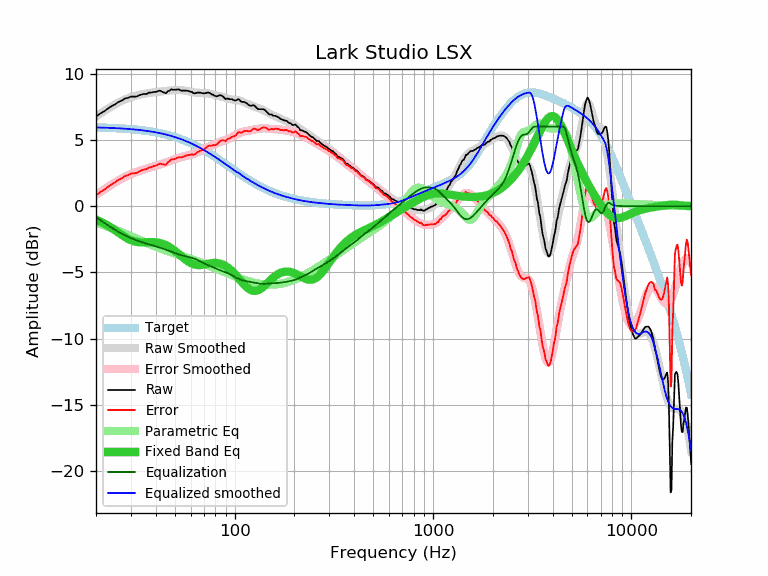 Lark Studio LSX
10
5
0
−5
−10
−15
−20
Amplitude (dBr)
Target
Raw Smoothed
Error Smoothed
Raw
Error
Parametric Eq
Fixed Band Eq
Equalization
Equalized smoothed
100
1000
10000
Frequency (Hz)